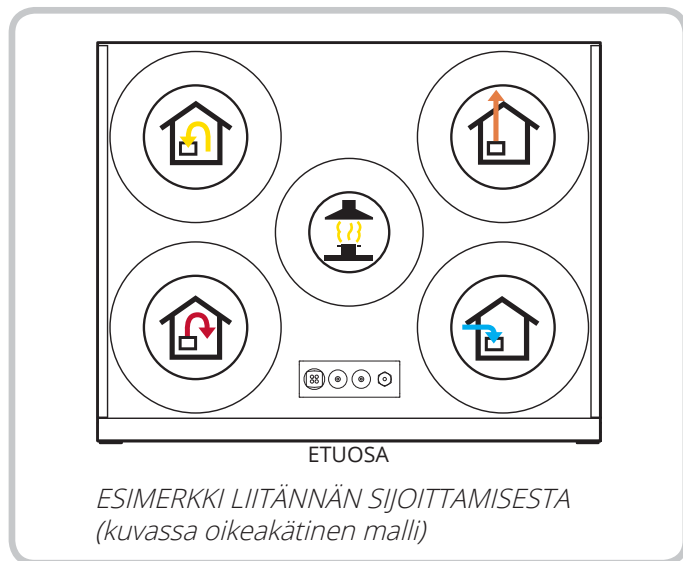 ETUOSA
ESIMERKKI LIITÄNNÄN SIJOITTAMISESTA
(kuvassa oikeakätinen malli)